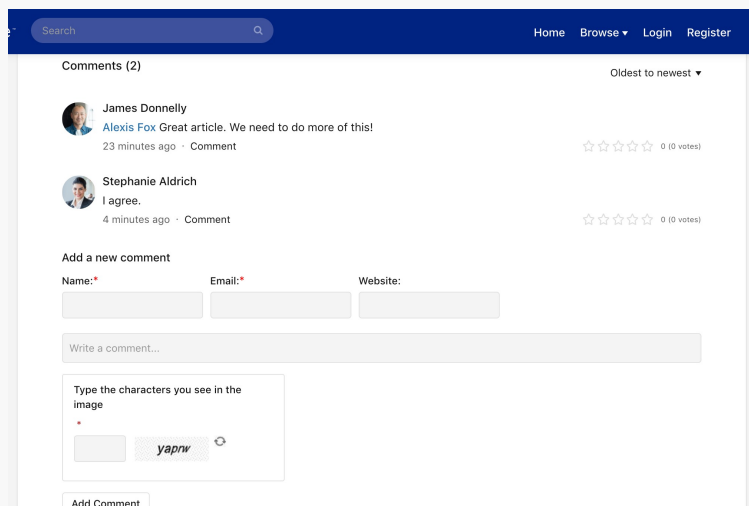 Search
Home Browse ▾ Login Register
Comments (2)
Oldest to newest ▾
James Donnelly
Alexis Fox Great article. We need to do more of this!
23 minutes ago · Comment
0 (0 votes)
Stephanie Aldrich
I agree.
4 minutes ago · Comment
0 (0 votes)
Add a new comment
Name:* Email:* Website:
Write a comment...
Type the characters you see in the
image
*
yaprw
Add Comment